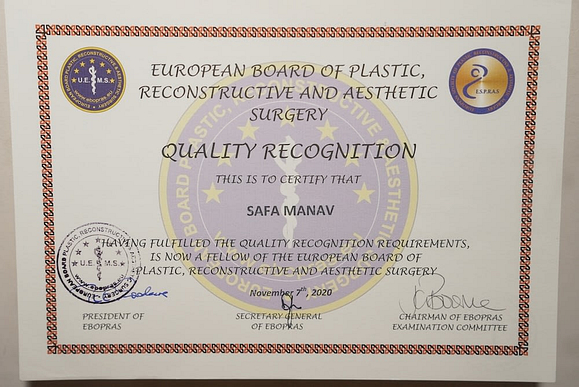 EUROPEAN BOARD OF PLASTIC,
RECONSTRUCTIVE AND AESTHETIC
SURGERY
QUALITY RECOGNITION
THIS IS TO CERTIFY THAT
SAFA MANAV
HAVING FULFILLED THE QUALITY RECOGNITION REQUIREMENTS,
IS NOW A FELLOW OF THE EUROPEAN BOARD OF
PLASTIC, RECONSTRUCTIVE AND AESTHETIC SURGERY
November 7th, 2020
PRESIDENT OF
EBOPRAS
SECRETARY GENERAL
OF EBOPRAS
CHAIRMAN OF EBOPRAS
EXAMINATION COMMITTEE
U.E.M.S.
E.S.P.R.A.S
U.E.M.S.